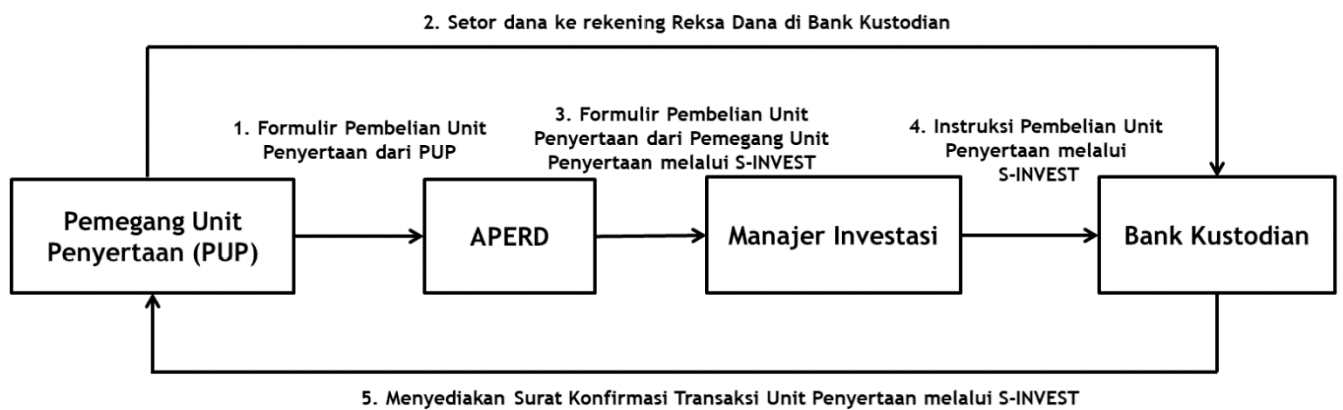 2. Setor dana ke rekening Reksa Dana di Bank Kustodian
1. Formulir Pembelian Unit
Penyertaan dari PUP
3. Formulir Pembelian Unit
Penyertaan dari Pemegang Unit
Penyertaan melalui S-INVEST
4. Instruksi Pembelian Unit
Penyertaan melalui
S-INVEST
Pemegang Unit
Penyertaan (PUP)
APERD
Manajer Investasi
Bank Kustodian
5. Menyediakan Surat Konfirmasi Transaksi Unit Penyertaan melalui S-INVEST